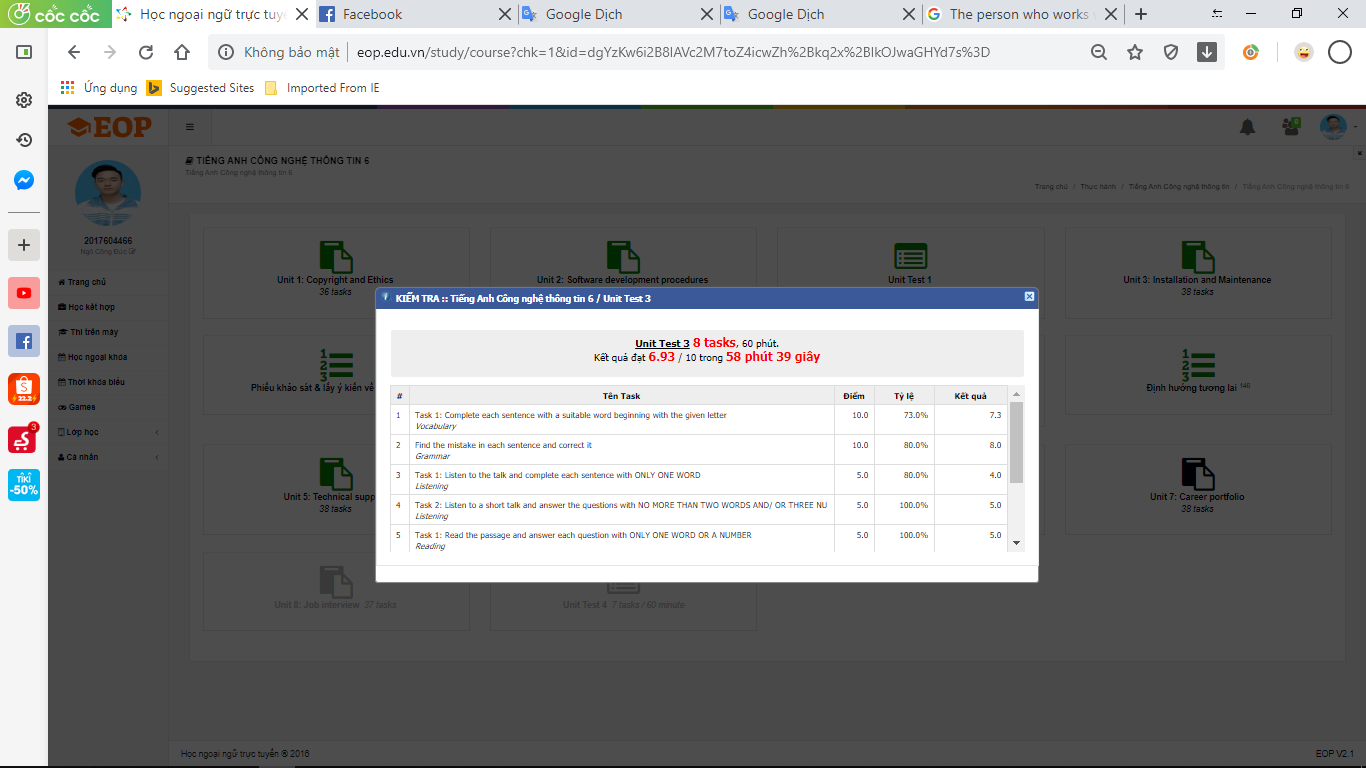 cốc cốc
Học ngoại ngữ trực tuyế
Facebook
Google Dịch
Google Dịch
The person who works
Không bảo mật
eop.edu.vn/study/course?chk=1&id=dgYzKw6i2B8lAVc2M7toZ4icwZh%2Bkq2x%2BlkOJwaGHYd7s%3D
Ứng dụng
Suggested Sites
Imported From IE
EOP
TIẾNG ANH CÔNG NGHỆ THÔNG TIN 6
Tiếng Anh Công nghệ thông tin 6
Trang chủ / Thực hành / Tiếng Anh Công nghệ thông tin / Tiếng Anh Công nghệ thông tin 6
2017604466
Ngô Công Đức
Trang chủ
Học kết hợp
Thi trên máy
Học ngoại khóa
Thời khóa biểu
Games
Lớp học
Cá nhân
22.2
3
TIKI
-50%
Unit 1: Copyright and Ethics
36 tasks
Unit 2: Software development procedures
Unit Test 1
Unit 3: Installation and Maintenance
38 tasks
KIỂM TRA :: Tiếng Anh Công nghệ thông tin 6 / Unit Test 3
Unit Test 3 8 tasks, 60 phút.
Kết quả đạt 6.93 / 10 trong 58 phút 39 giây
# Tên Task Điểm Tỷ lệ Kết quả
1 Task 1: Complete each sentence with a suitable word beginning with the given letter 10.0 73.0% 7.3
Vocabulary
2 Find the mistake in each sentence and correct it 10.0 80.0% 8.0
Grammar
3 Task 1: Listen to the talk and complete each sentence with ONLY ONE WORD 5.0 80.0% 4.0
Listening
4 Task 2: Listen to a short talk and answer the questions with NO MORE THAN TWO WORDS AND/ OR THREE NU 5.0 100.0% 5.0
Listening
5 Task 1: Read the passage and answer each question with ONLY ONE WORD OR A NUMBER 5.0 100.0% 5.0
Reading
Phiếu khảo sát & lấy ý kiến về
Định hướng tương lai 146
Unit 5: Technical supp
38 tasks
Unit 7: Career portfolio
38 tasks
Unit 8: Job interview 37 tasks
Unit Test 4 7 tasks / 60 minute
Học ngoại ngữ trực tuyến ® 2016
EOP V2.1